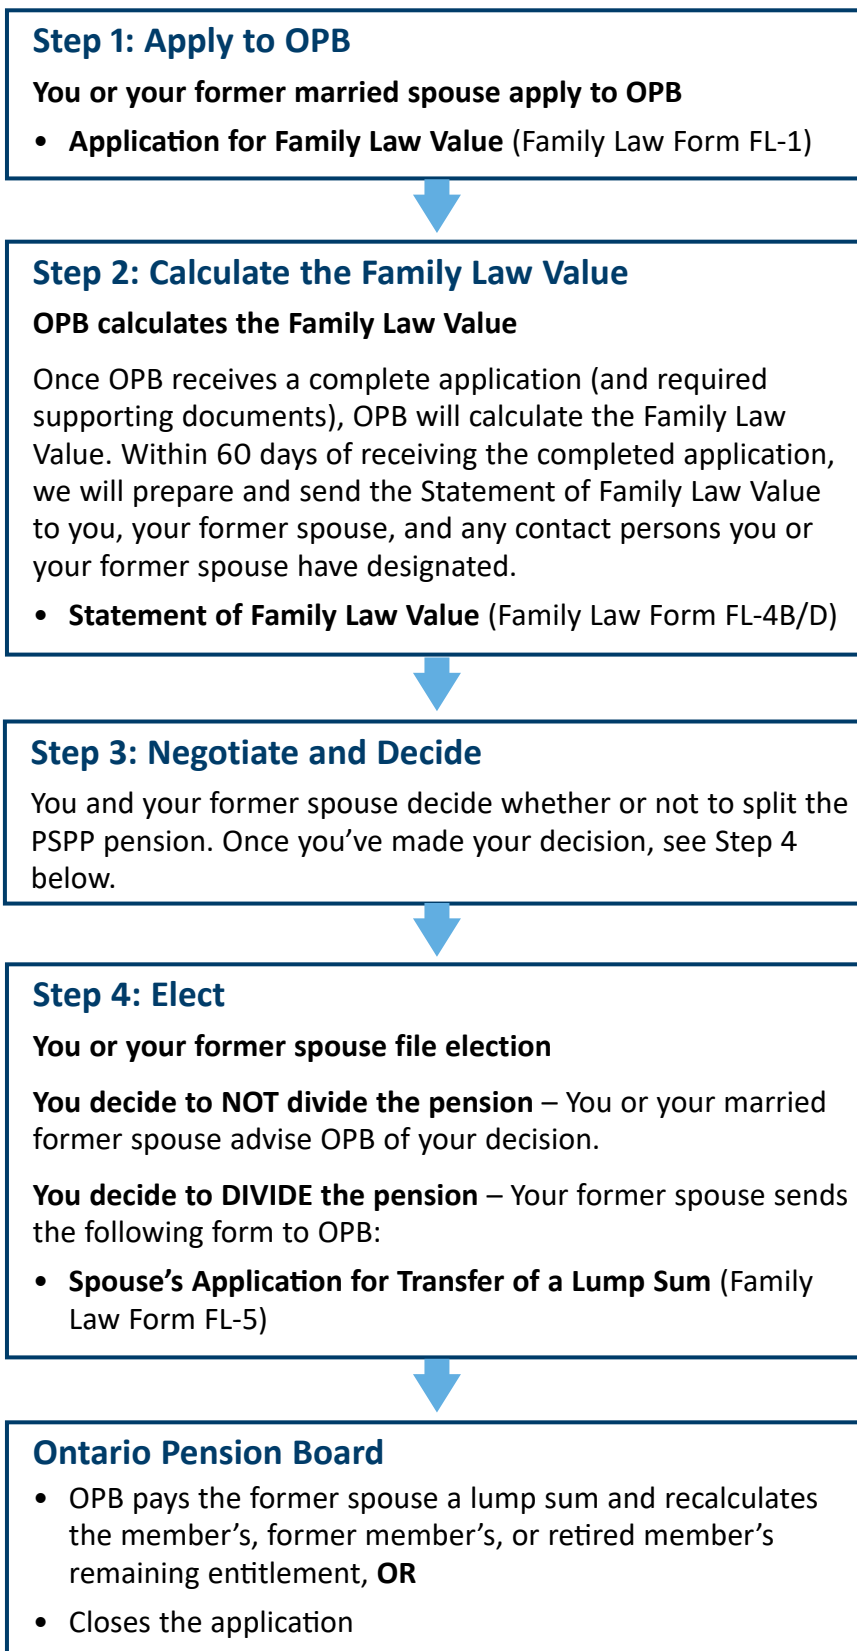 Step 1: Apply to OPB
You or your former married spouse apply to OPB
• Application for Family Law Value (Family Law Form FL-1)
Step 2: Calculate the Family Law Value
OPB calculates the Family Law Value
Once OPB receives a complete application (and required
supporting documents), OPB will calculate the Family Law
Value. Within 60 days of receiving the completed application,
we will prepare and send the Statement of Family Law Value
to you, your former spouse, and any contact persons you or
your former spouse have designated.
• Statement of Family Law Value (Family Law Form FL-4B/D)
Step 3: Negotiate and Decide
You and your former spouse decide whether or not to split the
PSPP pension. Once you’ve made your decision, see Step 4
below.
Step 4: Elect
You or your former spouse file election
You decide to NOT divide the pension – You or your married
former spouse advise OPB of your decision.
You decide to DIVIDE the pension – Your former spouse sends
the following form to OPB:
• Spouse’s Application for Transfer of a Lump Sum (Family
Law Form FL-5)
Ontario Pension Board
• OPB pays the former spouse a lump sum and recalculates
the member’s, former member’s, or retired member’s
remaining entitlement, OR
• Closes the application